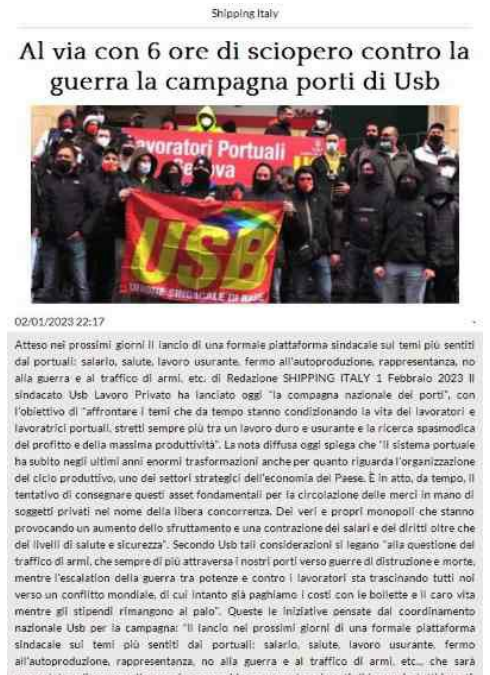 Shipping Italy
Al via con 6 ore di sciopero contro la
guerra la campagna porti di Usb
Lavoratori Portuali
Genova
USB
UNIONE SINDACALE DI BASE
02/01/2023 22:17
Atteso nei prossimi giorni il lancio di una formale piattaforma sindacale sui temi più sentiti
dai portuali: salario, salute, lavoro usurante, fermo all'autoproduzione, rappresentanza, no
alla guerra e al traffico di armi, etc. di Redazione SHIPPING ITALY 1 Febbraio 2023 Il
sindacato Usb Lavoro Privato ha lanciato oggi "la compagna nazionale dei porti", con
l'obiettivo di "affrontare i temi che da tempo stanno condizionando la vita dei lavoratori e
lavoratrici portuali, stretti sempre più tra un lavoro duro e usurante e la ricerca spasmodica
del profitto e della massima produttività". La nota diffusa oggi spiega che "il sistema portuale
ha subito negli ultimi anni enormi trasformazioni anche per quanto riguarda l'organizzazione
del ciclo produttivo, uno dei settori strategici dell'economia del Paese. È in atto, da tempo, il
tentativo di consegnare questi asset fondamentali per la circolazione delle merci in mano di
soggetti privati nel nome della libera concorrenza. Dei veri e propri monopoli che stanno
provocando un aumento dello sfruttamento e una contrazione dei salari e dei diritti oltre che
dei livelli di salute e sicurezza". Secondo Usb tali considerazioni si legano "alla questione del
traffico di armi, che sempre di più attraversa i nostri porti verso guerre di distruzione e morte,
mentre l'escalation della guerra tra potenze e contro i lavoratori sta trascinando tutti noi
verso un conflitto mondiale, di cui intanto già paghiamo i costi con le bollette e il caro vita
mentre gli stipendi rimangono al palo". Queste le iniziative pensate dal coordinamento
nazionale Usb per la campagna: "Il lancio nei prossimi giorni di una formale piattaforma
sindacale sui temi più sentiti dai portuali: salario, salute, lavoro usurante, fermo
all'autoproduzione, rappresentanza, no alla guerra e al traffico di armi, etc.., che sarà